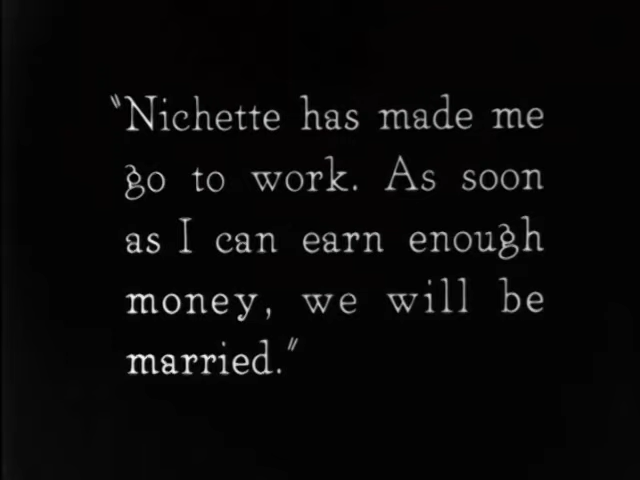 "Nichette has made me
go to work. As soon
as I can earn enough
money, we will be
married."